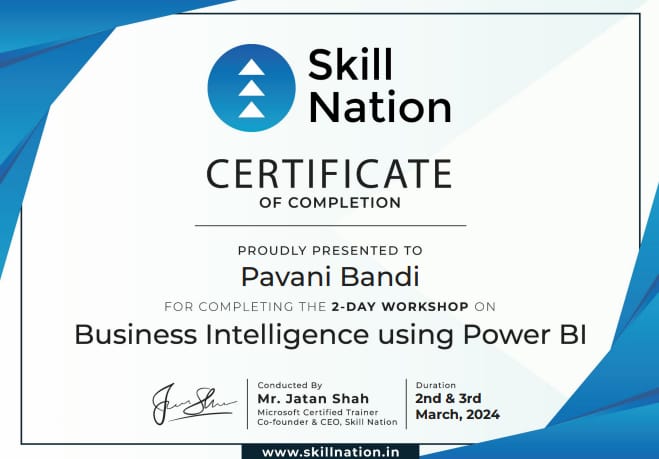 Skill
Nation
CERTIFICATE
OF COMPLETION
PROUDLY PRESENTED TO
Pavani Bandi
FOR COMPLETING THE 2-DAY WORKSHOP ON
Business Intelligence using Power BI
Conducted By
Mr. Jatan Shah
Microsoft Certified Trainer
Co-founder & CEO, Skill Nation
Duration
2nd & 3rd
March, 2024
www.skillnation.in